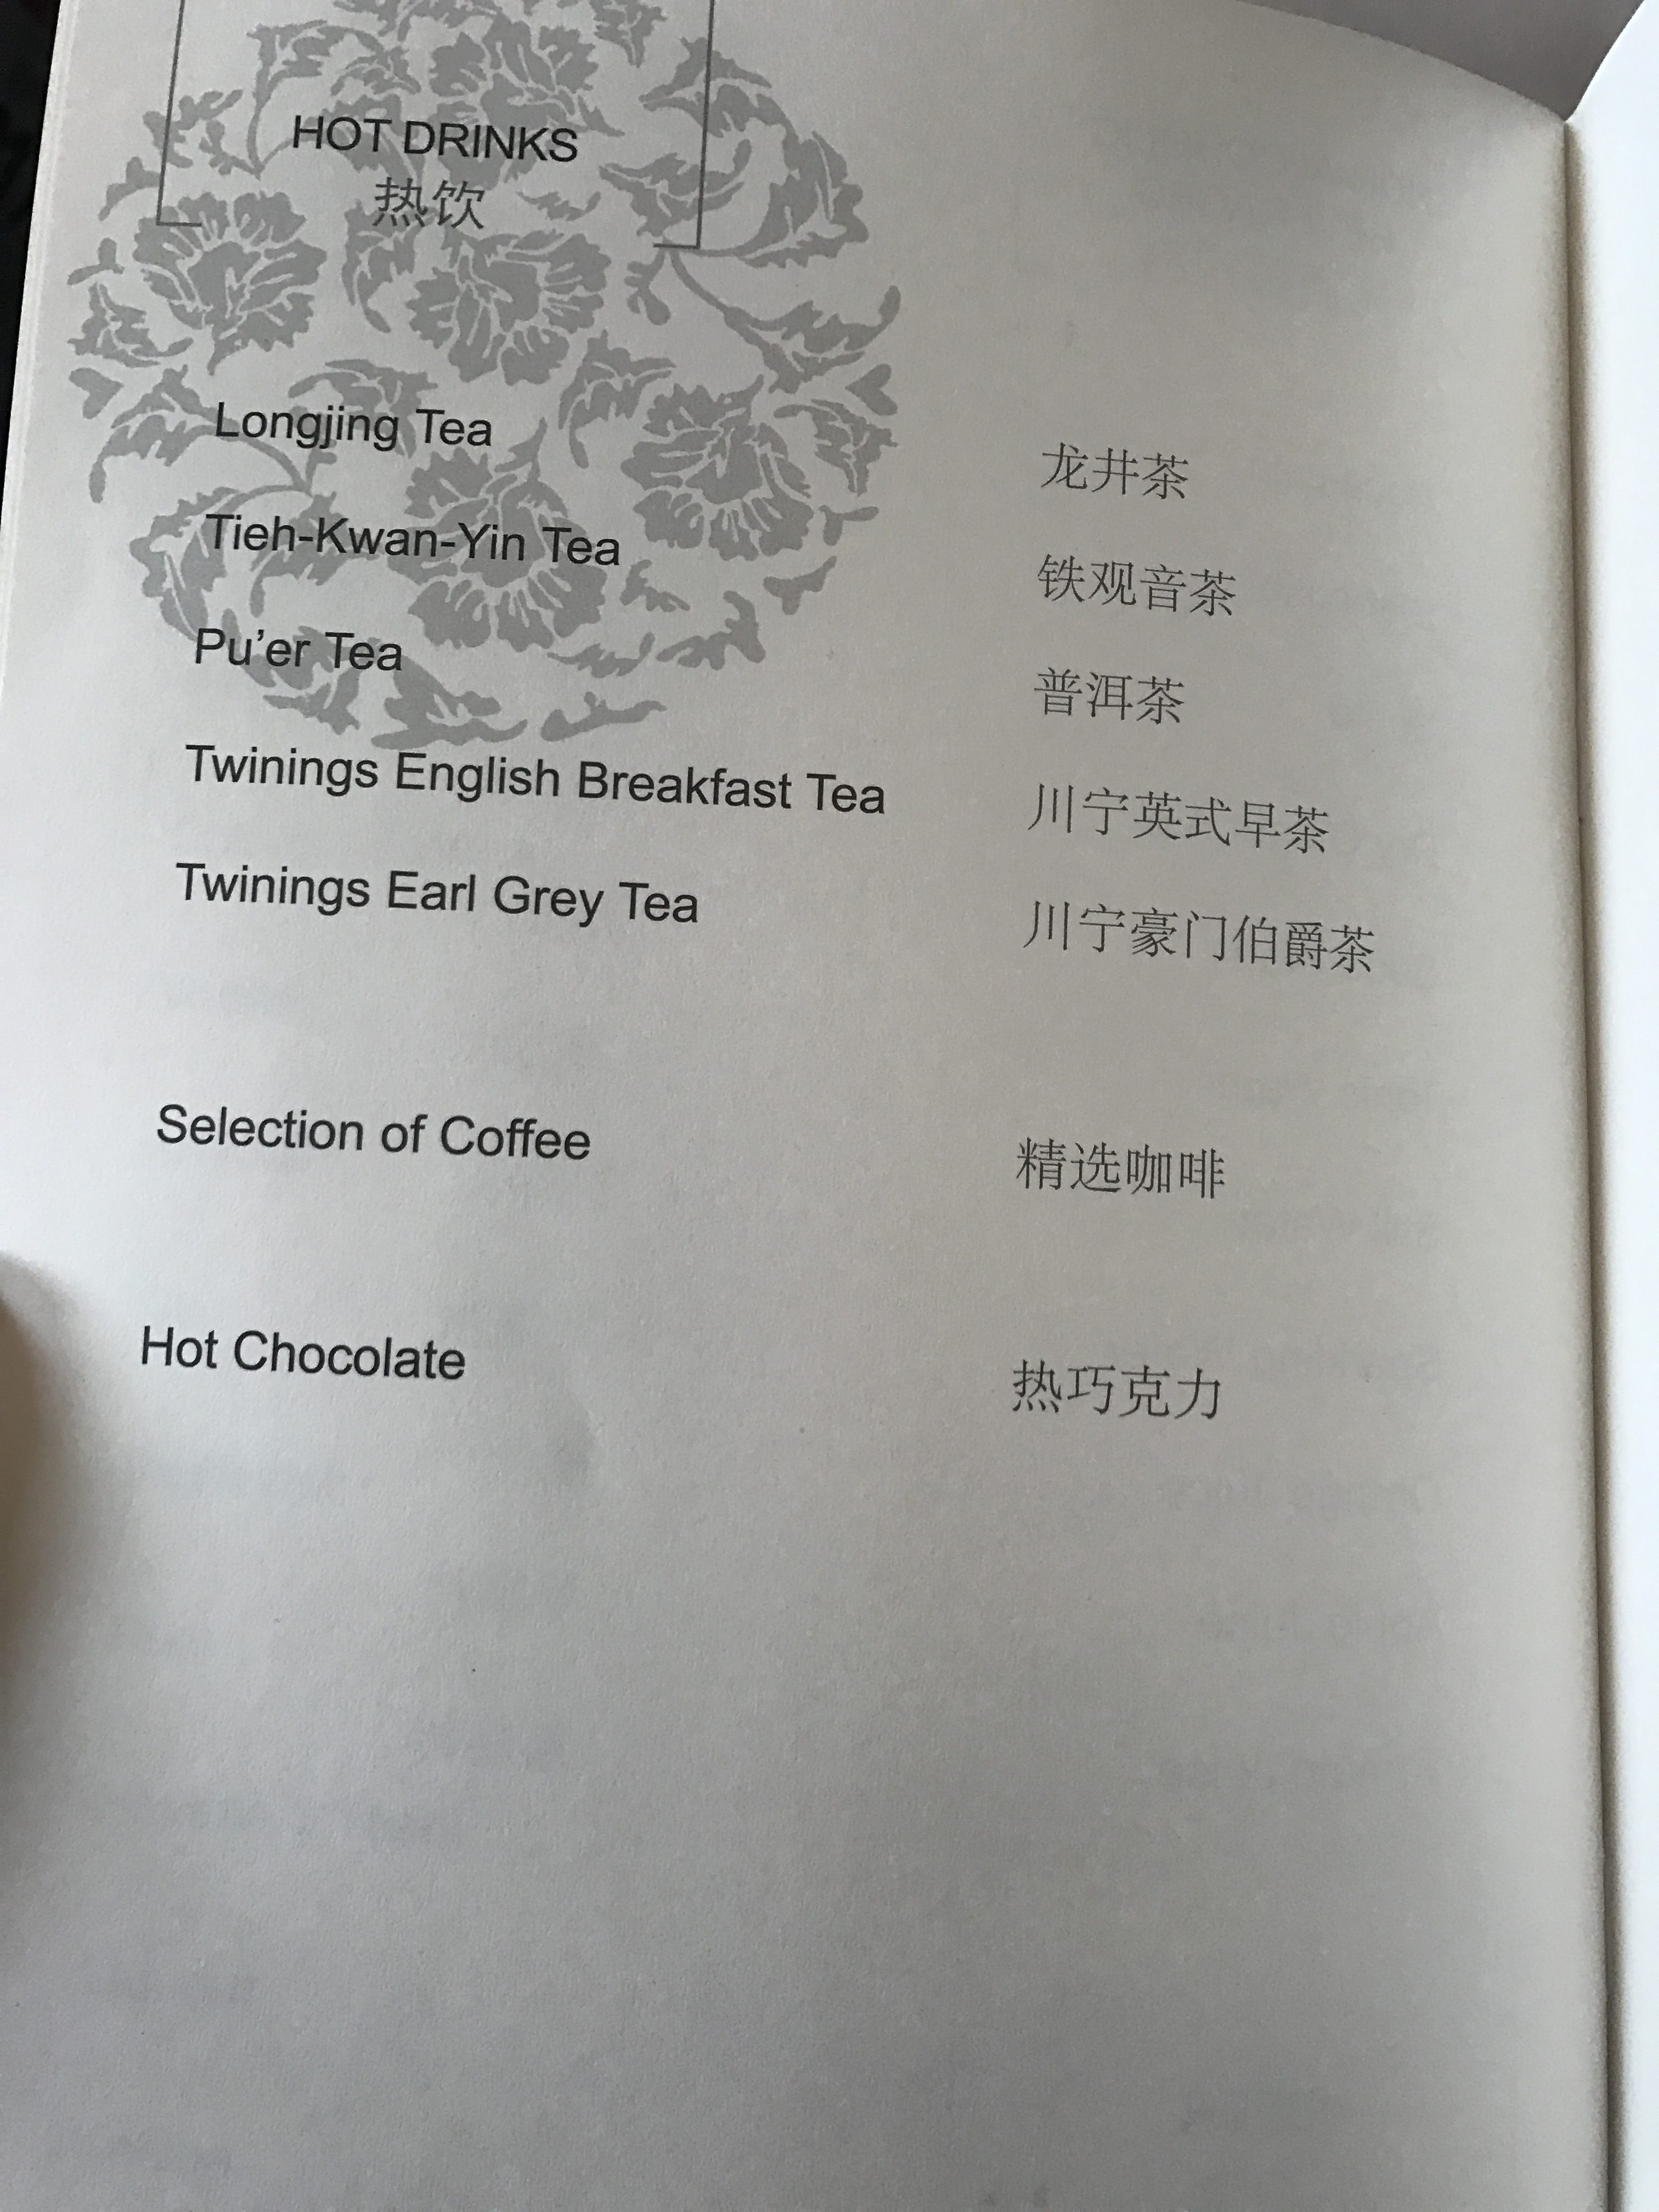 HOT DRINKS
热饮
Longjing Tea 龙井茶
Tieh-Kwan-Yin Tea 铁观音茶
Pu’er Tea 普洱茶
Twinings English Breakfast Tea 川宁英式早茶
Twinings Earl Grey Tea 川宁豪门伯爵茶
Selection of Coffee 精选咖啡
Hot Chocolate 热巧克力